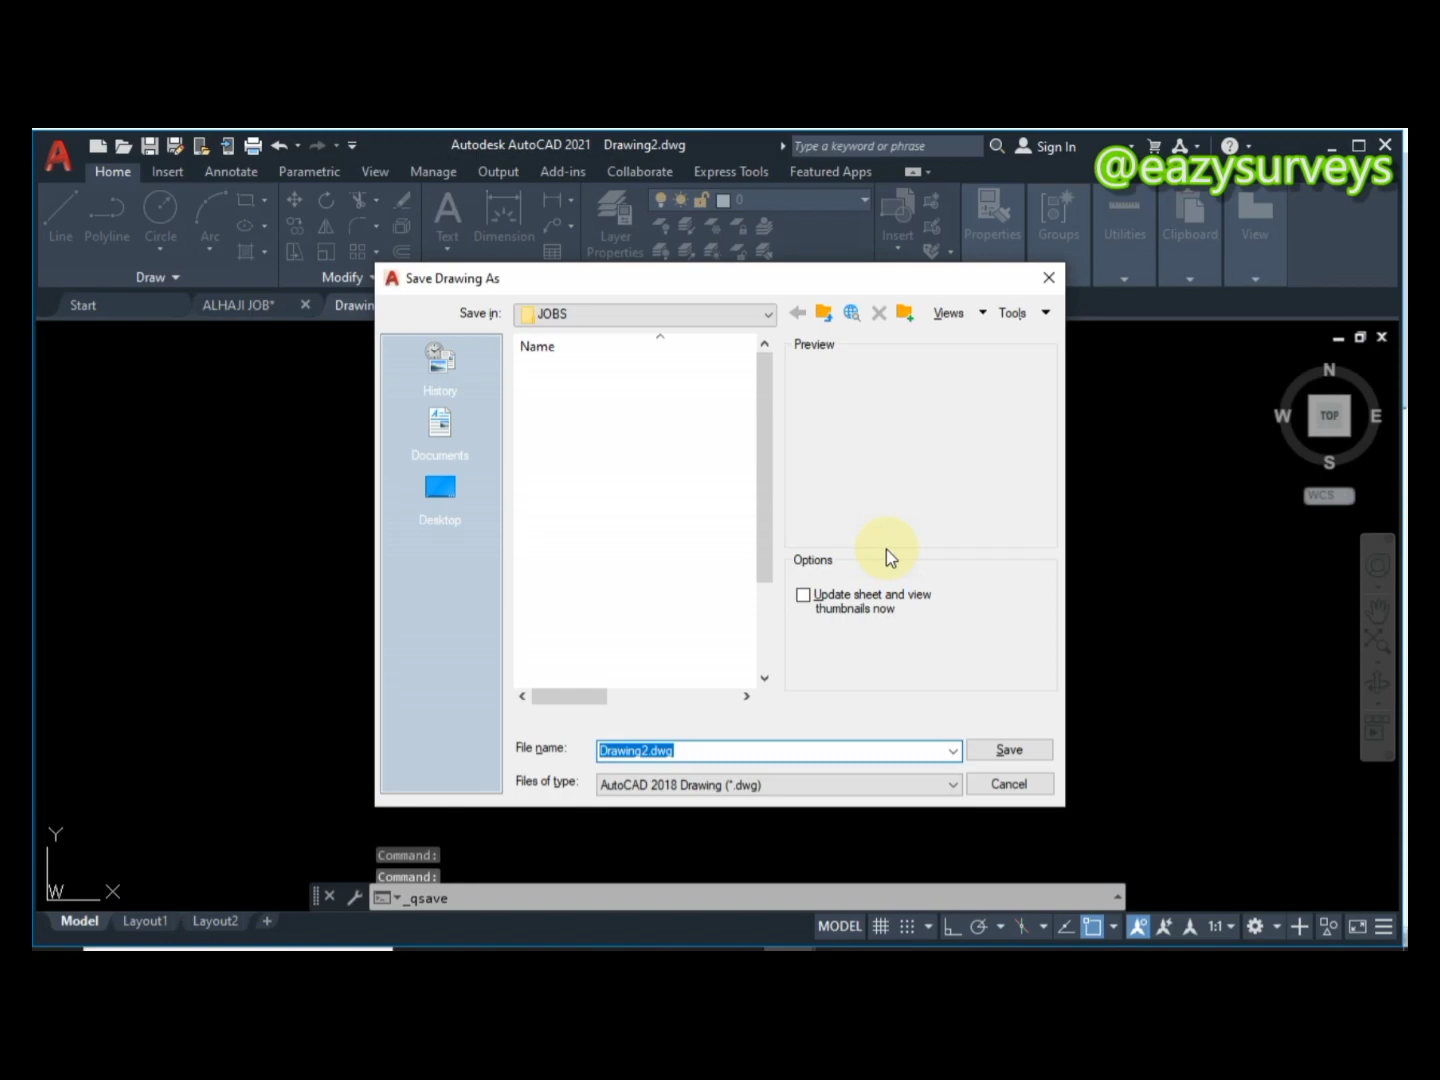 Autodesk AutoCAD 2021 Drawing2.dwg
Type a keyword or phrase
Sign In
@eazysurveys
Home Insert Annotate Parametric View Manage Output Add-ins Collaborate Express Tools Featured Apps
0
Line Polyline Circle Arc Text Dimension Layer Properties Insert Properties Groups Utilities Clipboard View
Draw Modify
Start ALHAJI JOB* Drawin
Save Drawing As
Save in: JOBS Views Tools
Name
Preview
History
Documents
Desktop
Options
Update sheet and view
thumbnails now
File name: Drawing2.dwg Save
Files of type: AutoCAD 2018 Drawing (*.dwg) Cancel
N
W TOP E
S
WCS
Y
W X
Command:
Command:
_qsave
Model Layout1 Layout2 +
MODEL 1:1